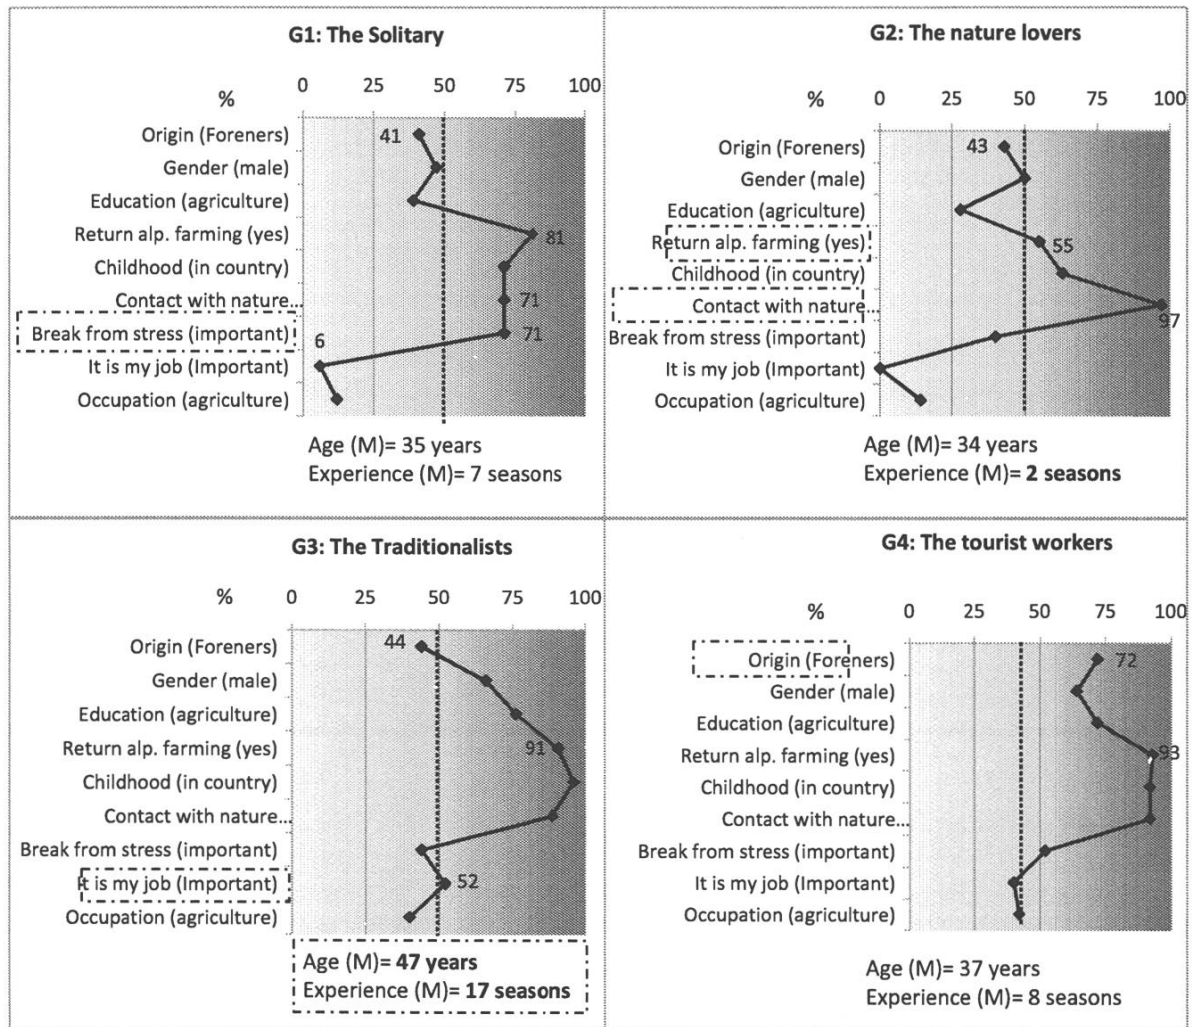 G1: The Solitary
% 0 25 50 75 100
Origin (Foreners) 41
Gender (male)
Education (agriculture)
Return alp. farming (yes) 81
Childhood (in country)
Contact with nature... 71
Break from stress (important) 71
It is my job (Important) 6
Occupation (agriculture)
Age (M)= 35 years
Experience (M)= 7 seasons
G2: The nature lovers
% 0 25 50 75 100
Origin (Foreners) 43
Gender (male)
Education (agriculture)
Return alp. farming (yes) 55
Childhood (in country)
Contact with nature... 97
Break from stress (important)
It is my job (Important)
Occupation (agriculture)
Age (M)= 34 years
Experience (M)= 2 seasons
G3: The Traditionalists
% 0 25 50 75 100
Origin (Foreners) 44
Gender (male)
Education (agriculture)
Return alp. farming (yes) 91
Childhood (in country)
Contact with nature...
Break from stress (important)
It is my job (Important) 52
Occupation (agriculture)
Age (M)= 47 years
Experience (M)= 17 seasons
G4: The tourist workers
% 0 25 50 75 100
Origin (Foreners) 72
Gender (male)
Education (agriculture)
Return alp. farming (yes) 93
Childhood (in country)
Contact with nature...
Break from stress (important)
It is my job (Important)
Occupation (agriculture)
Age (M)= 37 years
Experience (M)= 8 seasons